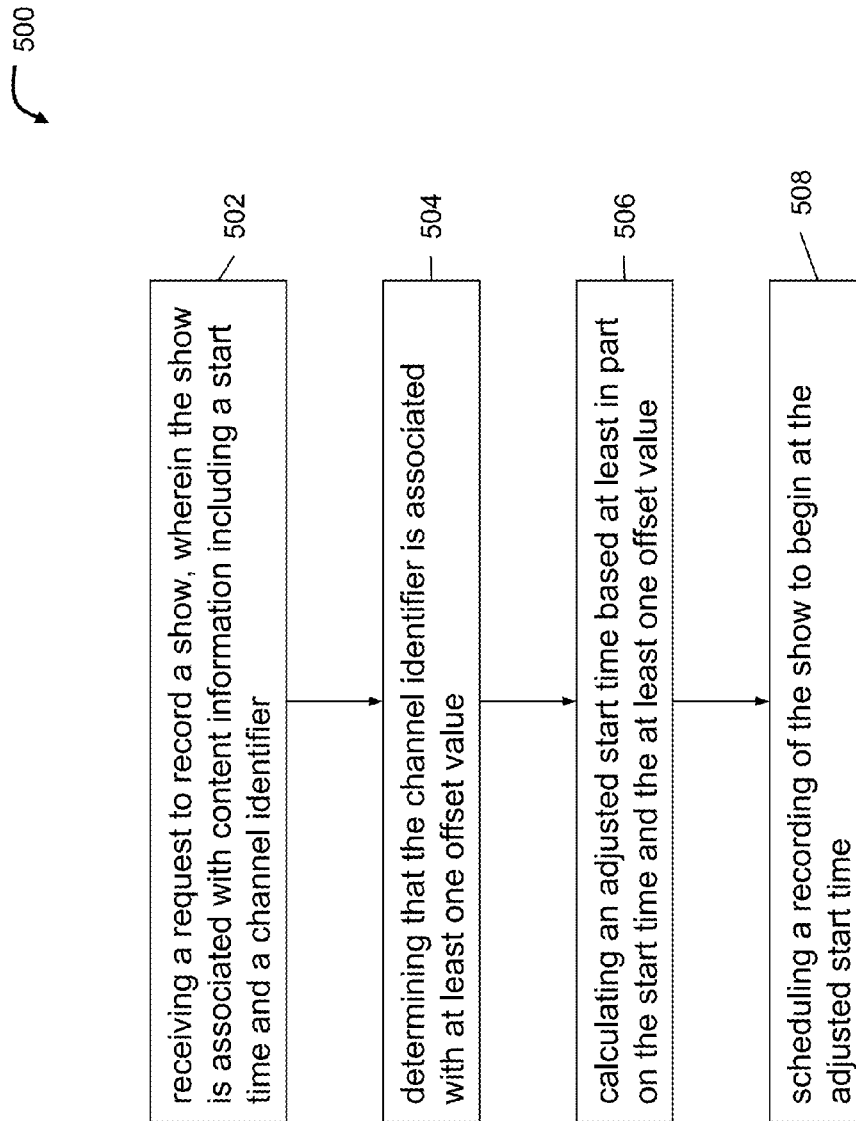 500
502
receiving a request to record a show, wherein the show
is associated with content information including a start
time and a channel identifier
504
determining that the channel identifier is associated
with at least one offset value
506
calculating an adjusted start time based at least in part
on the start time and the at least one offset value
508
scheduling a recording of the show to begin at the
adjusted start time